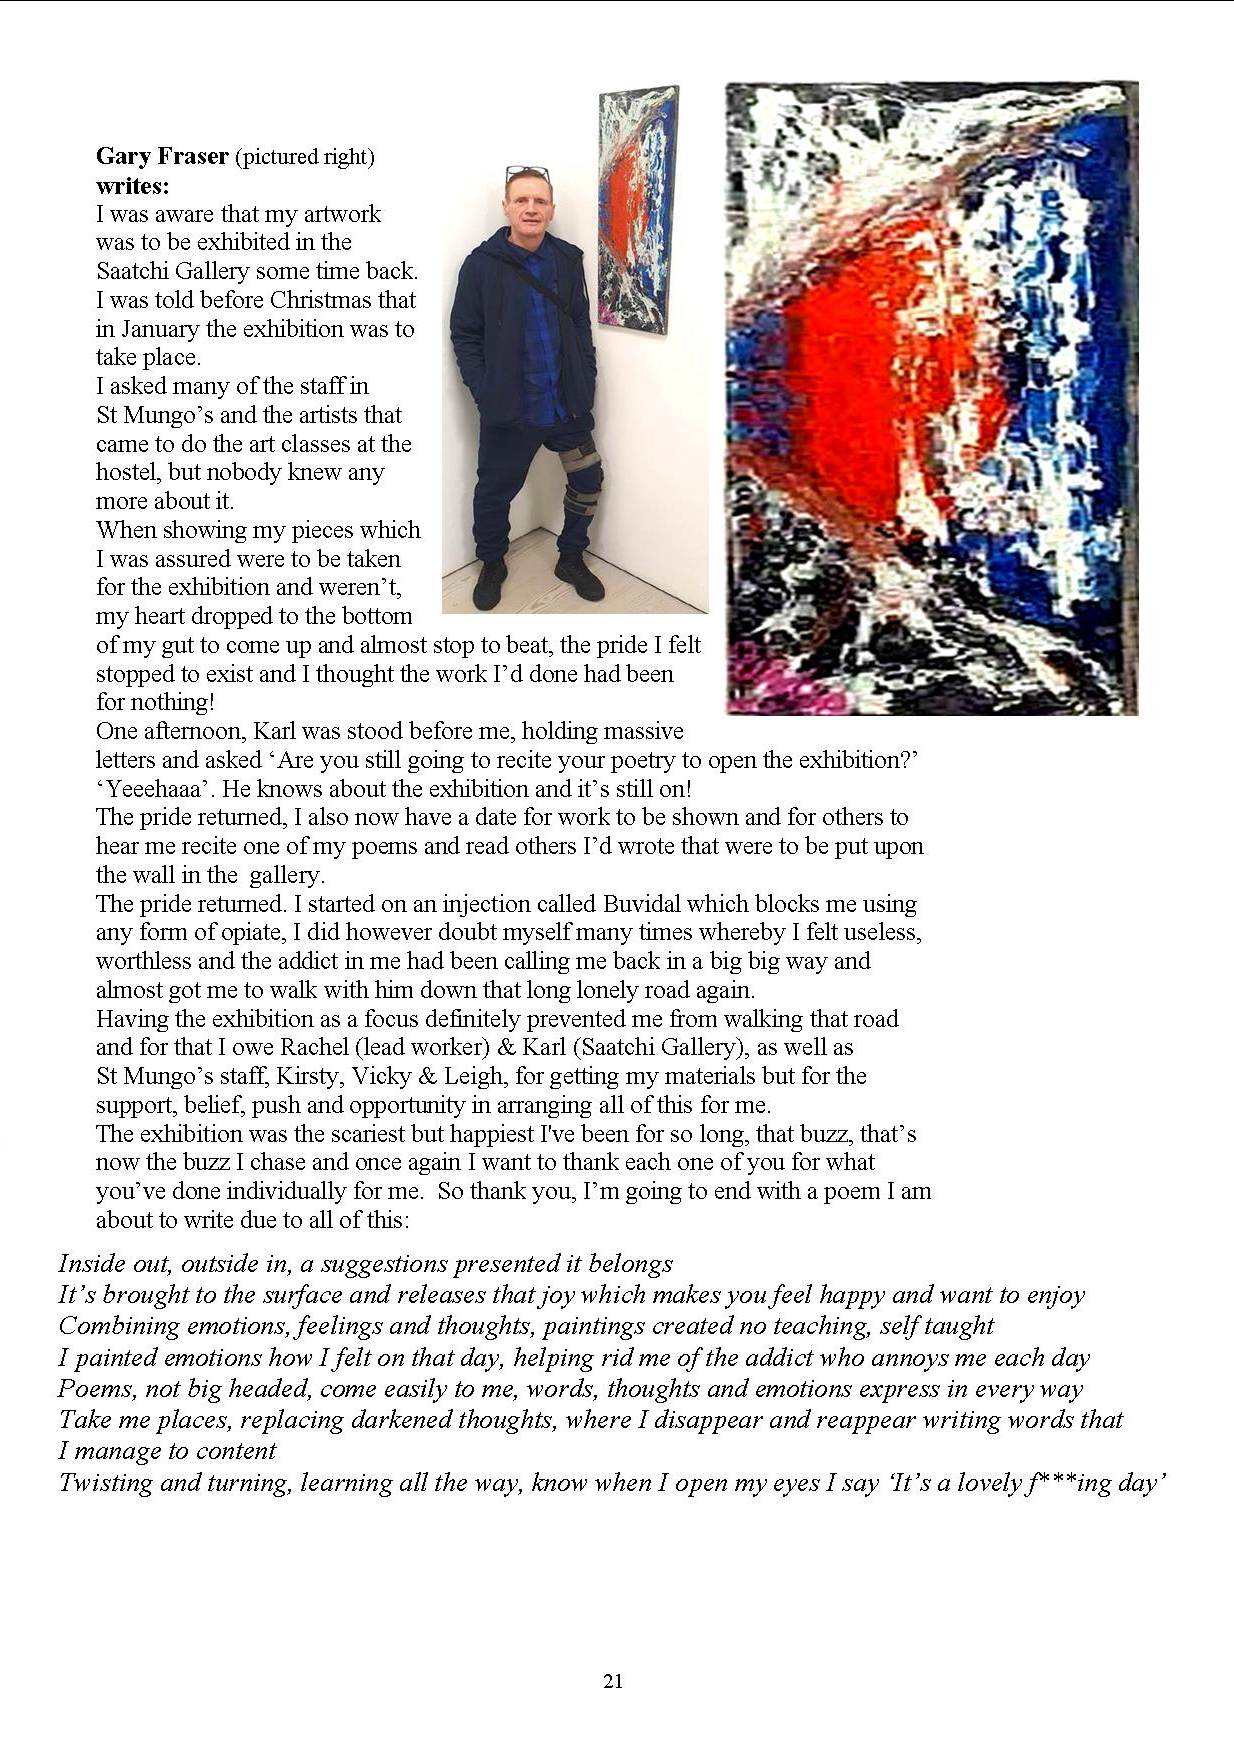 Gary Fraser (pictured right)
writes:
I was aware that my artwork
was to be exhibited in the
Saatchi Gallery some time back.
I was told before Christmas that
in January the exhibition was to
take place.
I asked many of the staff in
St Mungo’s and the artists that
came to do the art classes at the
hostel, but nobody knew any
more about it.
When showing my pieces which
I was assured were to be taken
for the exhibition and weren’t,
my heart dropped to the bottom
of my gut to come up and almost stop to beat, the pride I felt
stopped to exist and I thought the work I’d done had been
for nothing!
One afternoon, Karl was stood before me, holding massive
letters and asked ‘Are you still going to recite your poetry to open the exhibition?’
‘Yeeehaaa’. He knows about the exhibition and it’s still on!
The pride returned, I also now have a date for work to be shown and for others to
hear me recite one of my poems and read others I’d wrote that were to be put upon
the wall in the  gallery.
The pride returned. I started on an injection called Buvidal which blocks me using
any form of opiate, I did however doubt myself many times whereby I felt useless,
worthless and the addict in me had been calling me back in a big big way and
almost got me to walk with him down that long lonely road again.
Having the exhibition as a focus definitely prevented me from walking that road
and for that I owe Rachel (lead worker) & Karl (Saatchi Gallery), as well as
St Mungo’s staff, Kirsty, Vicky & Leigh, for getting my materials but for the
support, belief, push and opportunity in arranging all of this for me.
The exhibition was the scariest but happiest I've been for so long, that buzz, that’s
now the buzz I chase and once again I want to thank each one of you for what
you’ve done individually for me.  So thank you, I’m going to end with a poem I am
about to write due to all of this:
Inside out, outside in, a suggestions presented it belongs
It’s brought to the surface and releases that joy which makes you feel happy and want to enjoy
Combining emotions, feelings and thoughts, paintings created no teaching, self taught
I painted emotions how I felt on that day, helping rid me of the addict who annoys me each day
Poems, not big headed, come easily to me, words, thoughts and emotions express in every way
Take me places, replacing darkened thoughts, where I disappear and reappear writing words that
I manage to content
Twisting and turning, learning all the way, know when I open my eyes I say ‘It’s a lovely f***ing day’
21